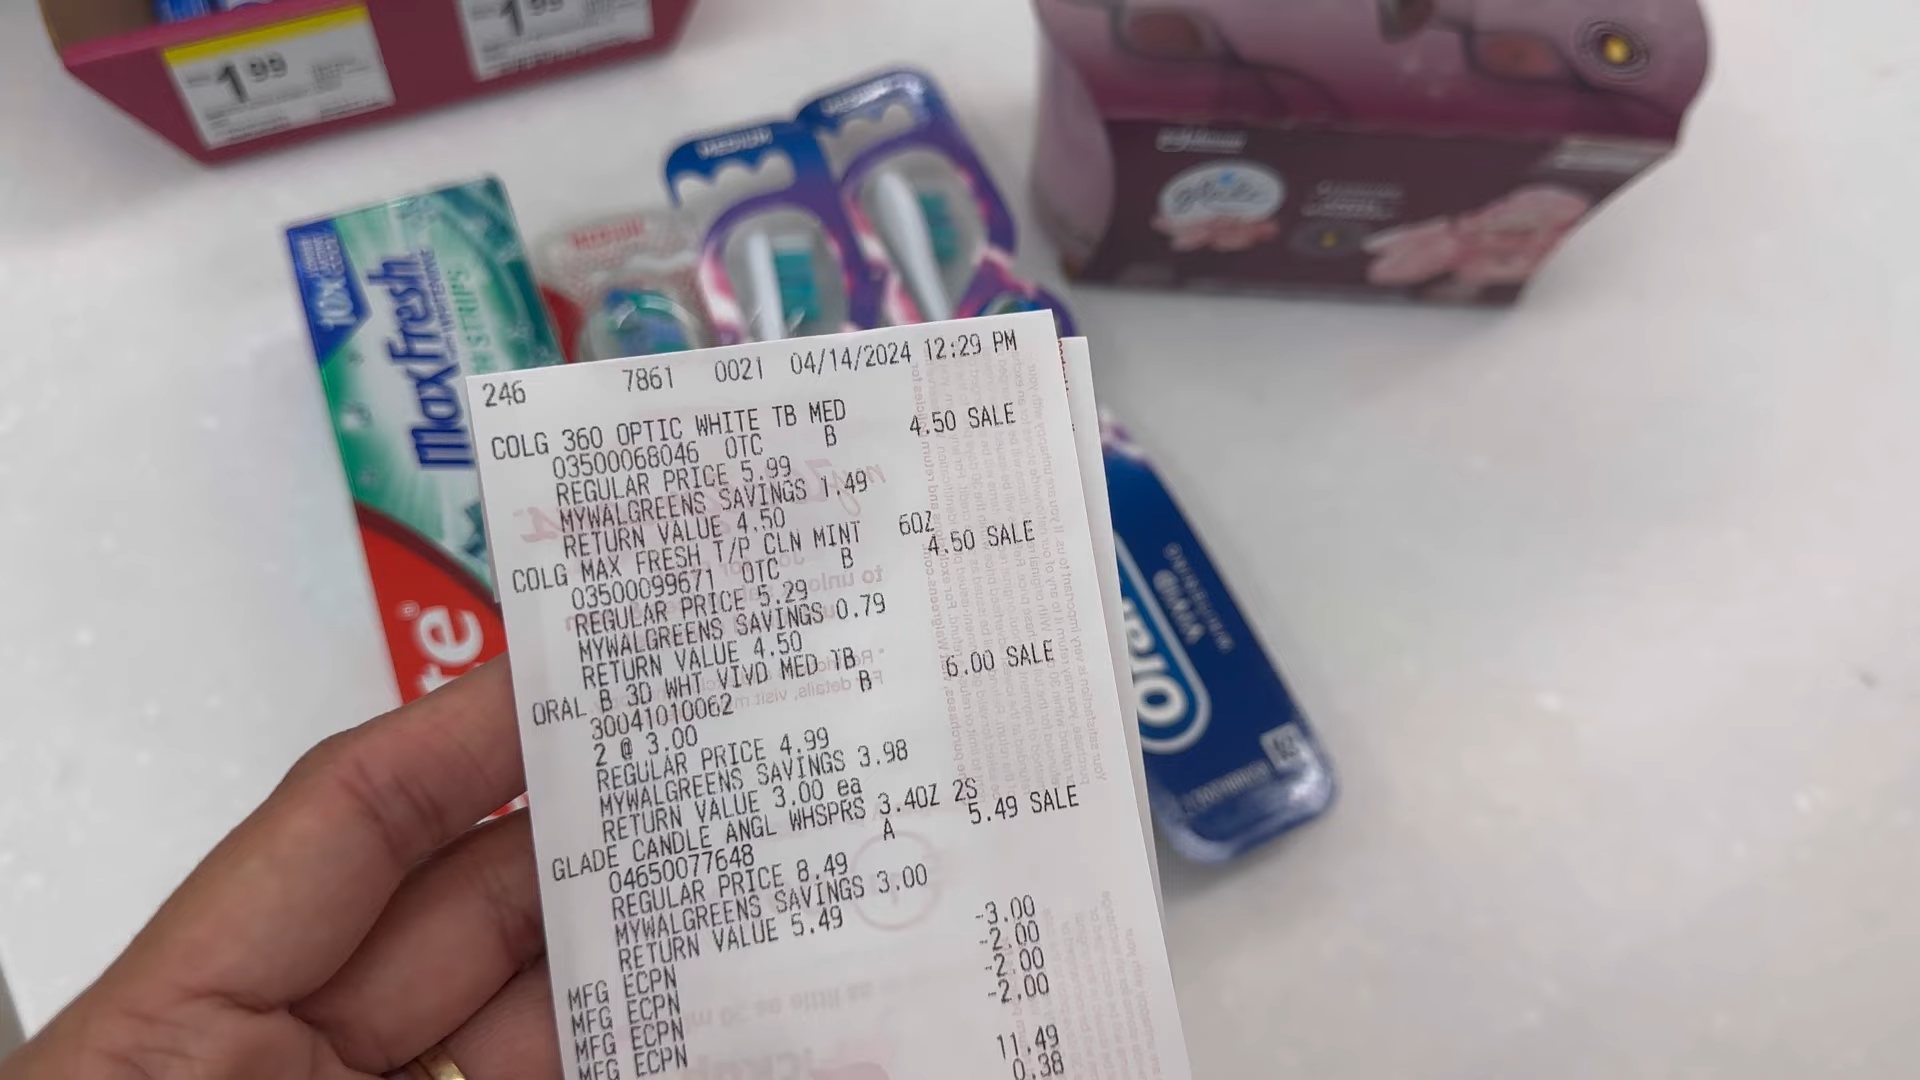 1.99
1.99
MEDIUM
MEDIUM
MEDIUM
10X
MaxFresh
WITH WHITENING
STRIPS
te®
Glade
Oral
VIVID
WHITENING
246 7861 0021 04/14/2024 12:29 PM
COLG 360 OPTIC WHITE TB MED
03500068046 OTC B 4.50 SALE
REGULAR PRICE 5.99
MYWALGREENS SAVINGS 1.49
RETURN VALUE 4.50
COLG MAX FRESH T/P CLN MINT 6OZ
03500099671 OTC B 4.50 SALE
REGULAR PRICE 5.29
MYWALGREENS SAVINGS 0.79
RETURN VALUE 4.50
ORAL B 3D WHT VIVD MED TB
30041010062 B 6.00 SALE
2 @ 3.00
REGULAR PRICE 4.99
MYWALGREENS SAVINGS 3.98
RETURN VALUE 3.00 ea
GLADE CANDLE ANGL WHSPRS 3.4OZ 2S
04650077648 A 5.49 SALE
REGULAR PRICE 8.49
MYWALGREENS SAVINGS 3.00
RETURN VALUE 5.49
MFG ECPN -3.00
MFG ECPN -2.00
MFG ECPN -2.00
MFG ECPN -2.00
11.49
0.38